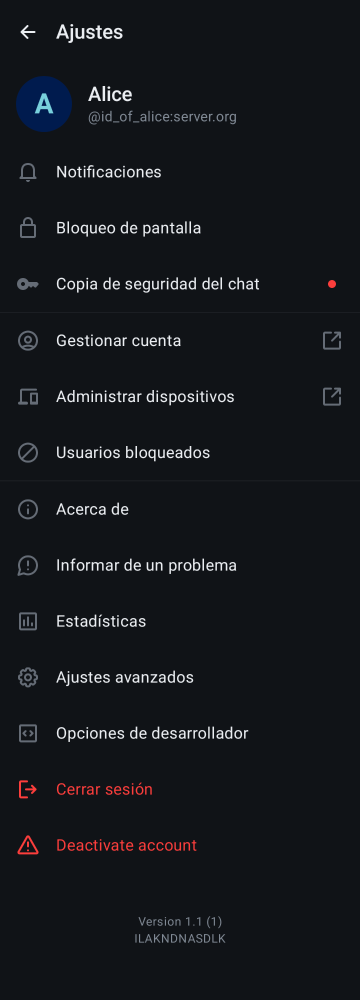 Ajustes
A
Alice
@id_of_alice:server.org
Notificaciones
Bloqueo de pantalla
Copia de seguridad del chat
Gestionar cuenta
Administrar dispositivos
Usuarios bloqueados
Acerca de
Informar de un problema
Estadísticas
Ajustes avanzados
Opciones de desarrollador
Cerrar sesión
Deactivate account
Version 1.1 (1)
ILAKNDNASDLK